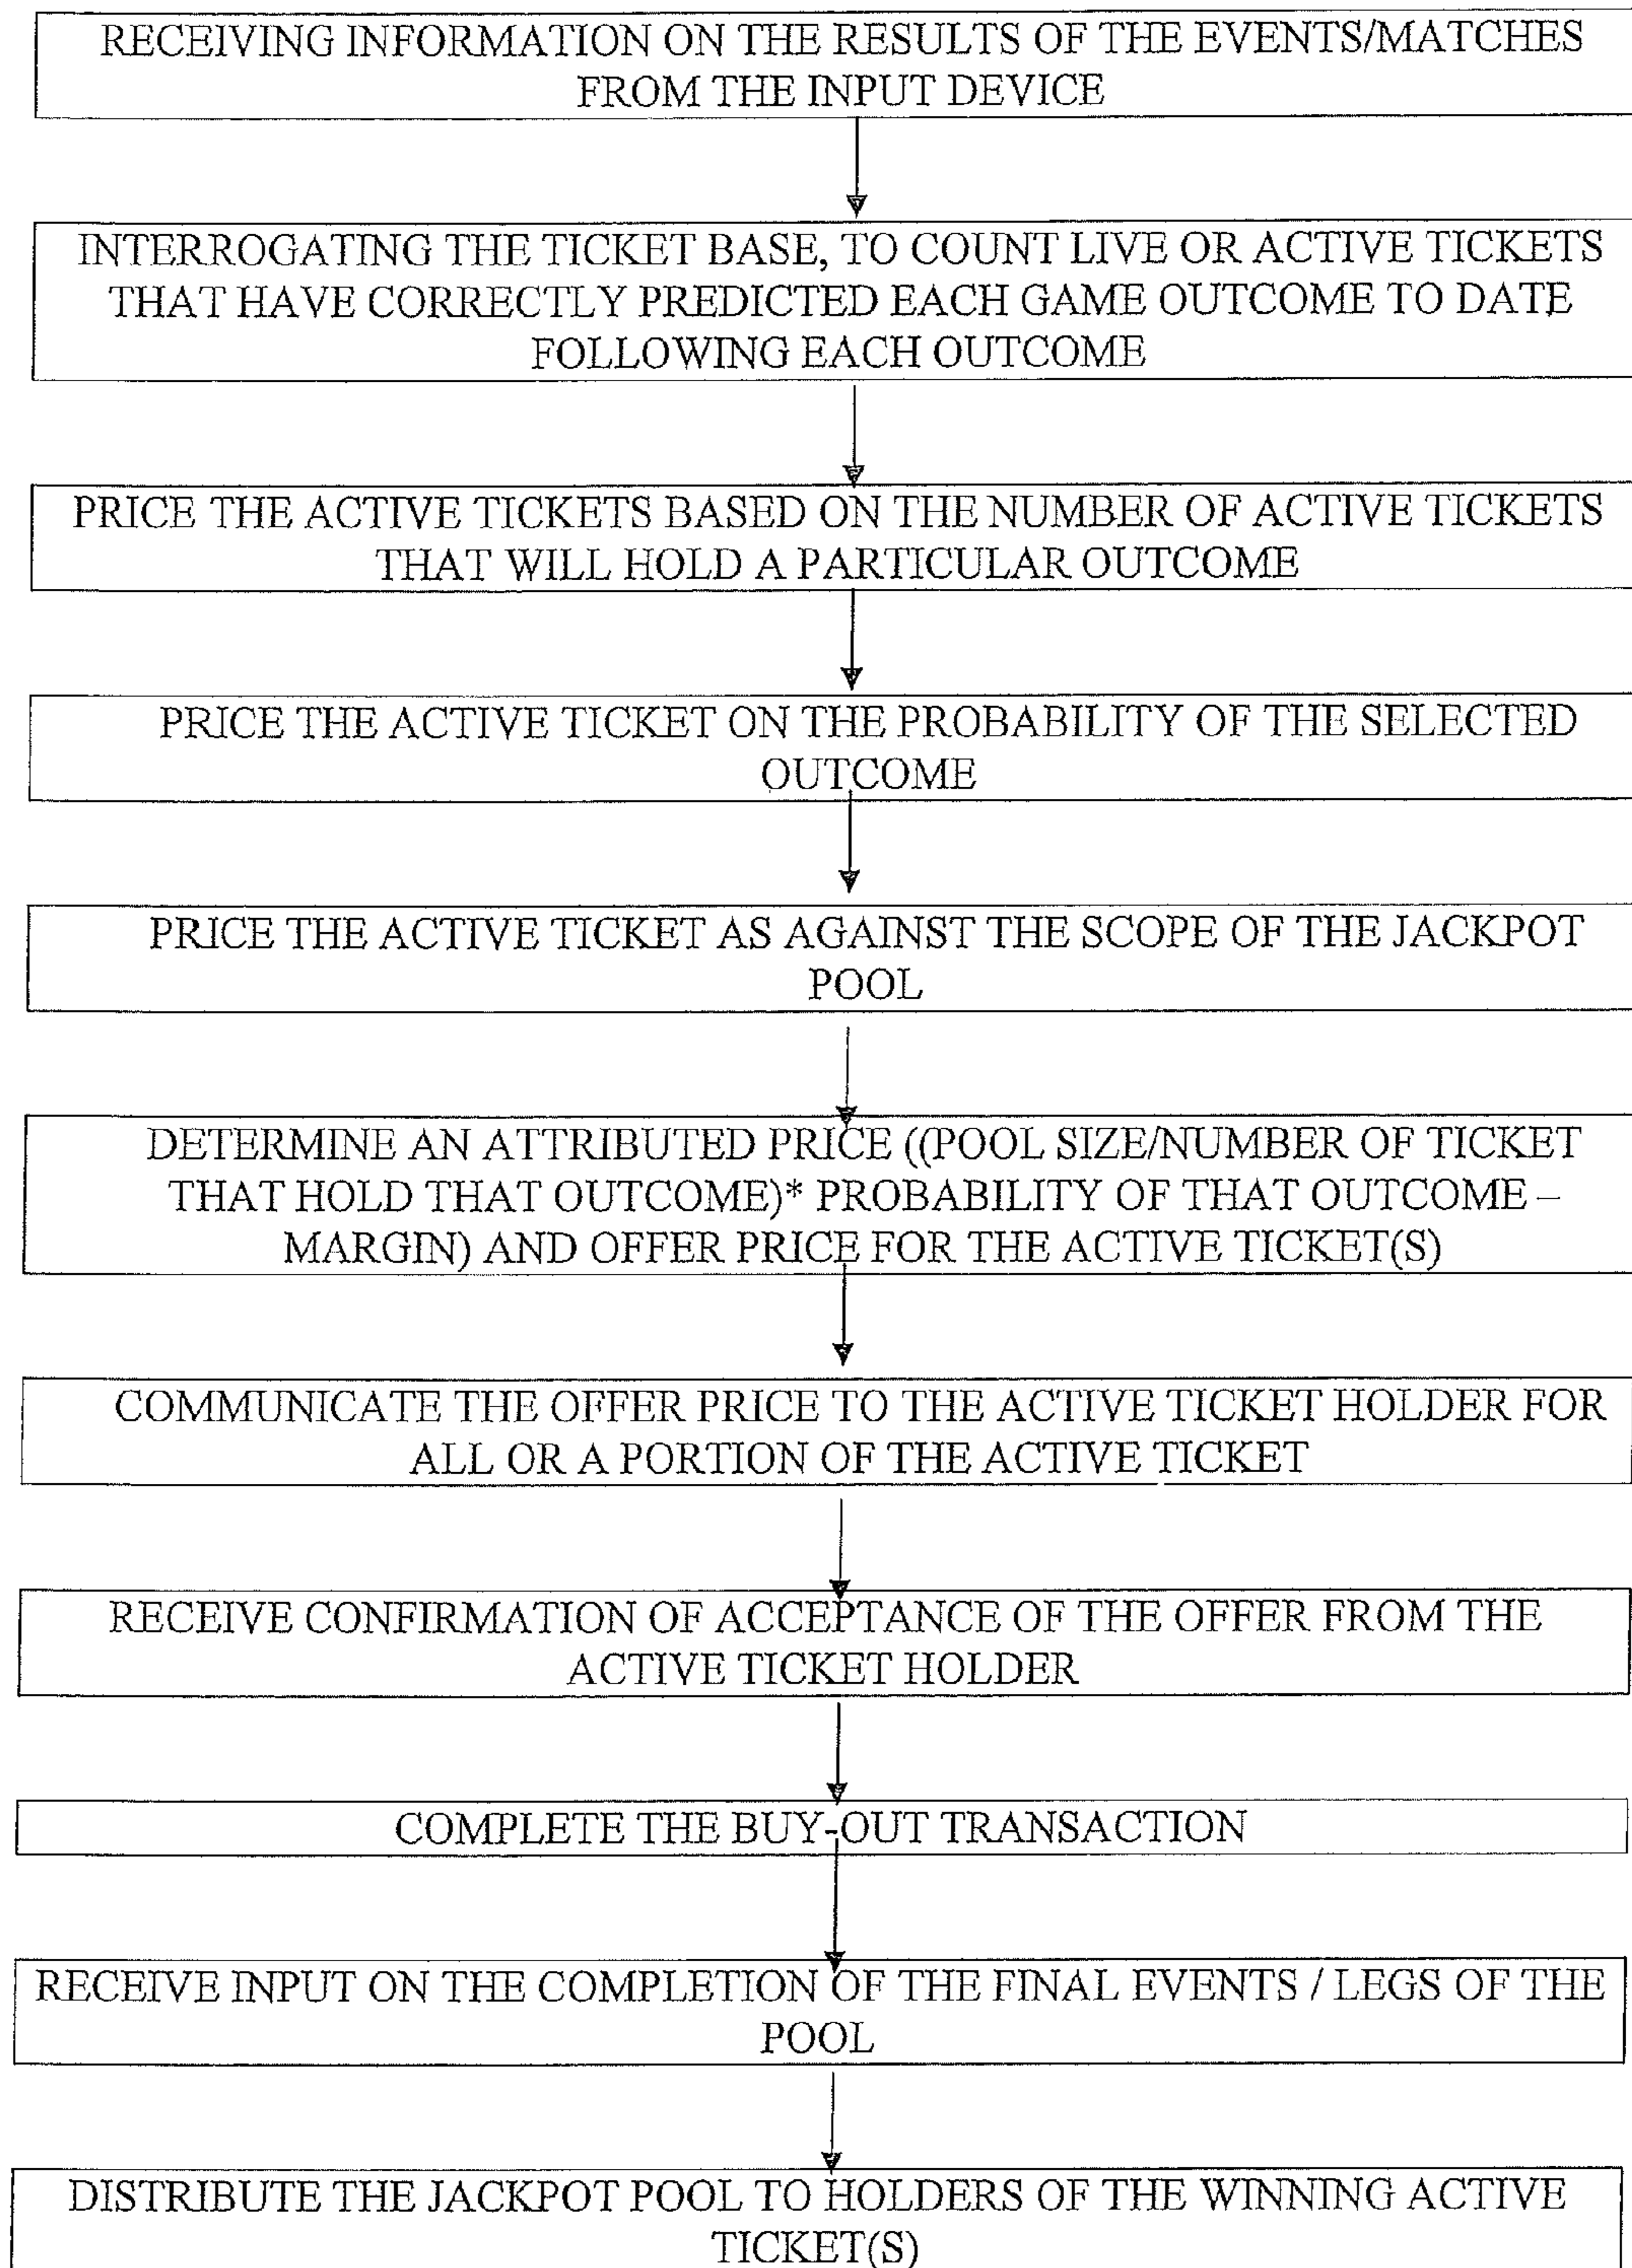 RECEIVING INFORMATION ON THE RESULTS OF THE EVENTS/MATCHES
FROM THE INPUT DEVICE
INTERROGATING THE TICKET BASE, TO COUNT LIVE OR ACTIVE TICKETS
THAT HAVE CORRECTLY PREDICTED EACH GAME OUTCOME TO DATE
FOLLOWING EACH OUTCOME
PRICE THE ACTIVE TICKETS BASED ON THE NUMBER OF ACTIVE TICKETS
THAT WILL HOLD A PARTICULAR OUTCOME
PRICE THE ACTIVE TICKET ON THE PROBABILITY OF THE SELECTED
OUTCOME
PRICE THE ACTIVE TICKET AS AGAINST THE SCOPE OF THE JACKPOT
POOL
DETERMINE AN ATTRIBUTED PRICE ((POOL SIZE/NUMBER OF TICKET
THAT HOLD THAT OUTCOME)* PROBABILITY OF THAT OUTCOME –
MARGIN) AND OFFER PRICE FOR THE ACTIVE TICKET(S)
COMMUNICATE THE OFFER PRICE TO THE ACTIVE TICKET HOLDER FOR
ALL OR A PORTION OF THE ACTIVE TICKET
RECEIVE CONFIRMATION OF ACCEPTANCE OF THE OFFER FROM THE
ACTIVE TICKET HOLDER
COMPLETE THE BUY-OUT TRANSACTION
RECEIVE INPUT ON THE COMPLETION OF THE FINAL EVENTS / LEGS OF THE
POOL
DISTRIBUTE THE JACKPOT POOL TO HOLDERS OF THE WINNING ACTIVE
TICKET(S)